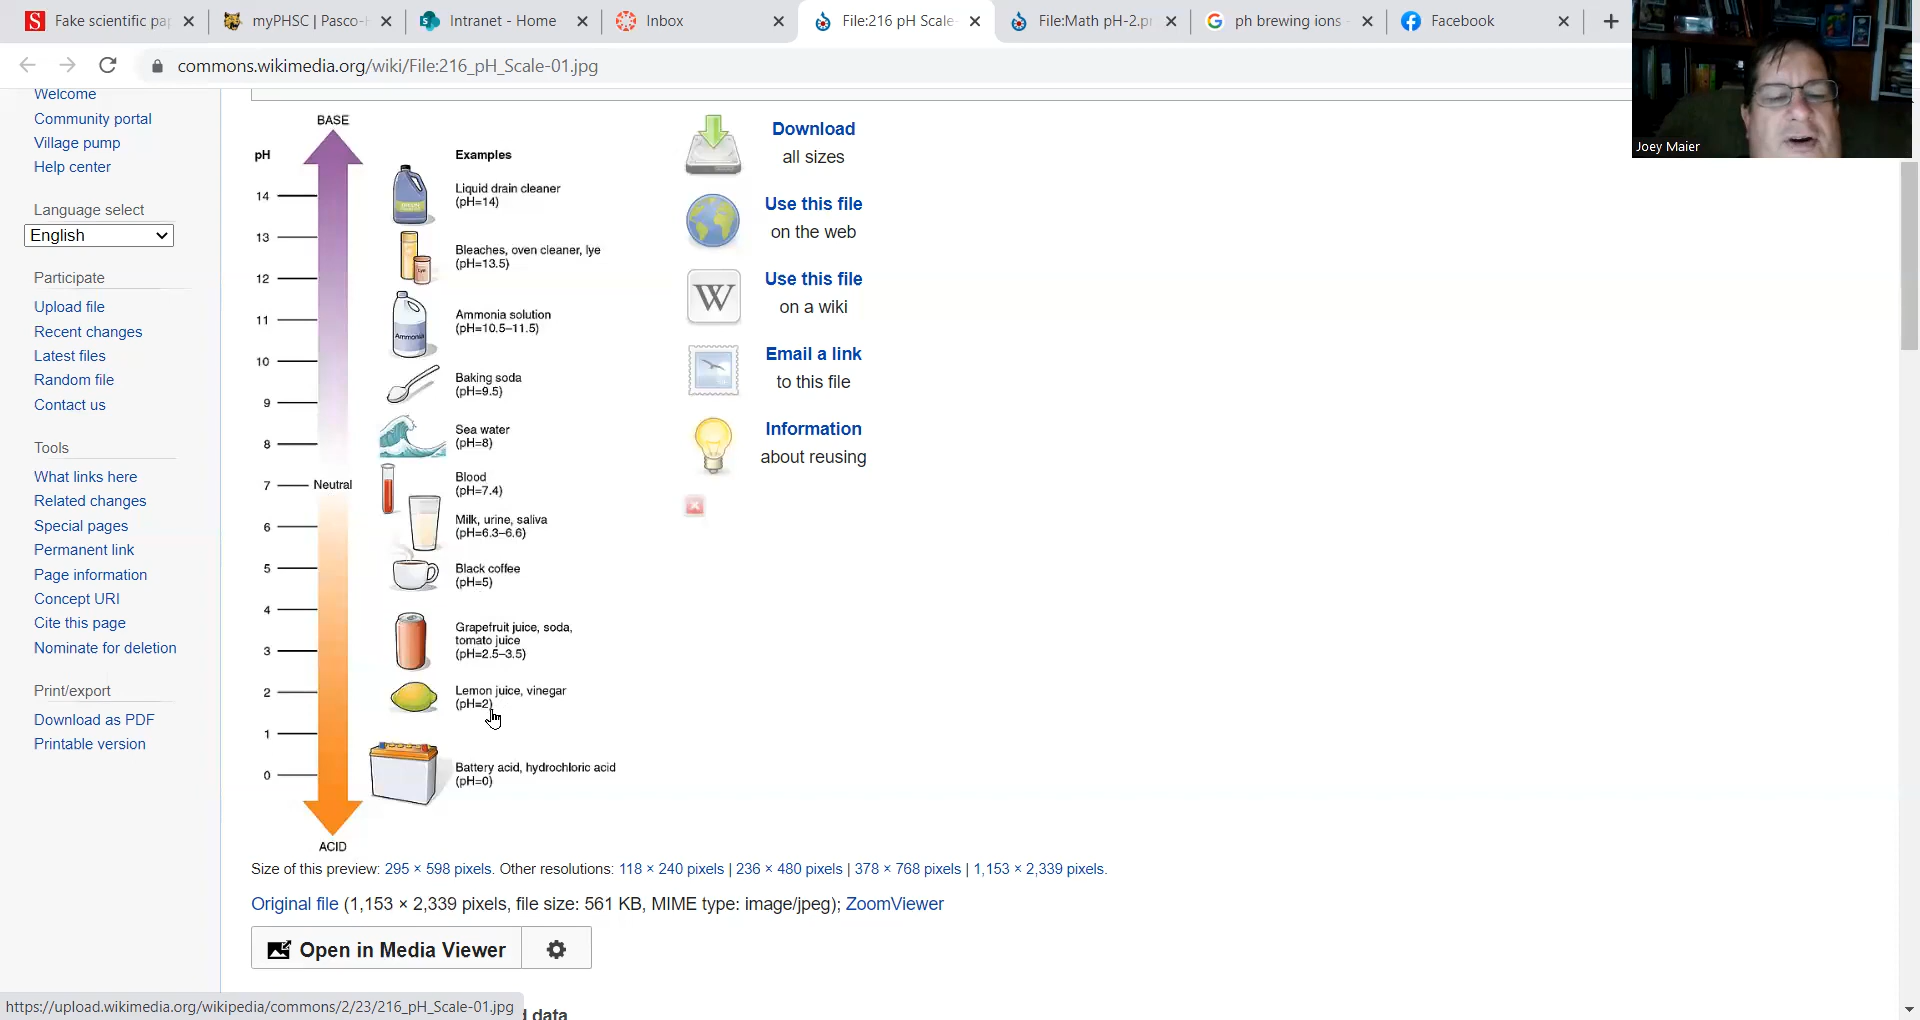 Fake scientific pa
myPHSC | Pasco-H
Intranet - Home
Inbox
File:216 pH Scale-
File:Math pH-2.pr
ph brewing ions -
Facebook
commons.wikimedia.org/wiki/File:216_pH_Scale-01.jpg
Joey Maier
Welcome
Community portal
Village pump
Help center
Language select
English
Participate
Upload file
Recent changes
Latest files
Random file
Contact us
Tools
What links here
Related changes
Special pages
Permanent link
Page information
Concept URI
Cite this page
Nominate for deletion
Print/export
Download as PDF
Printable version
BASE
pH
Examples
14
Liquid drain cleaner
(pH=14)
13
Bleaches, oven cleaner, lye
(pH=13.5)
Lye
12
11
Ammonia solution
(pH=10.5–11.5)
Ammonia
10
Baking soda
(pH=9.5)
9
Sea water
(pH=8)
8
Blood
(pH=7.4)
7
Neutral
Milk, urine, saliva
(pH=6.3–6.6)
6
5
Black coffee
(pH=5)
4
Grapefruit juice, soda,
tomato juice
(pH=2.5–3.5)
3
2
Lemon juice, vinegar
(pH=2)
1
Battery acid, hydrochloric acid
(pH=0)
0
ACID
Download
all sizes
Use this file
on the web
W
Use this file
on a wiki
Email a link
to this file
Information
about reusing
Size of this preview: 295 × 598 pixels. Other resolutions: 118 × 240 pixels | 236 × 480 pixels | 378 × 768 pixels | 1,153 × 2,339 pixels.
Original file (1,153 × 2,339 pixels, file size: 561 KB, MIME type: image/jpeg); ZoomViewer
Open in Media Viewer
https://upload.wikimedia.org/wikipedia/commons/2/23/216_pH_Scale-01.jpg
d data